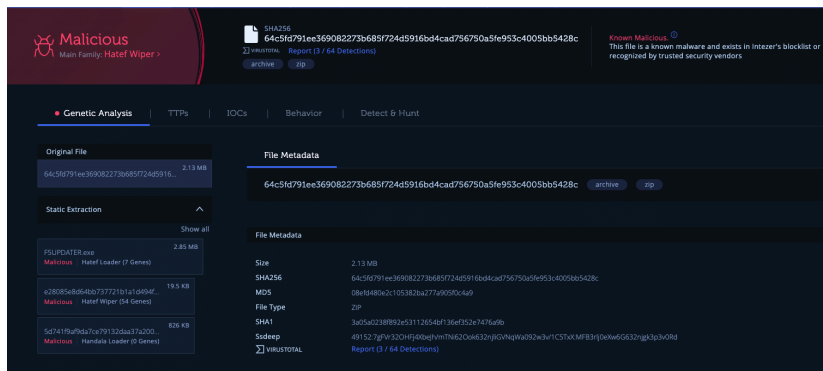 Malicious
Main Family: Hatef Wiper >
SHA256
64c5fd791ee369082273b685f724d5916bd4cad756750a5fe953c4005bb5428c
VIRUSTOTAL Report (3 / 64 Detections)
archive zip
Known Malicious.
This file is a known malware and exists in Intezer's blocklist or
recognized by trusted security vendors
Genetic Analysis | TTPs | IOCs | Behavior | Detect & Hunt
Original File
64c5fd791ee369082273b685f724d5916... 2.13 MB
Static Extraction
Show all
FSUPDATER.exe 2.85 MB
Malicious Hatef Loader (7 Genes)
e28085e8d64bb737721b1a1d494f... 19.5 KB
Malicious Hatef Wiper (54 Genes)
5d741f9af9da7ce79132daa37a200... 826 KB
Malicious Handala Loader (0 Genes)
File Metadata
64c5fd791ee369082273b685f724d5916bd4cad756750a5fe953c4005bb5428c archive zip
File Metadata
Size 2.13 MB
SHA256 64c5fd791ee369082273b685f724d5916bd4cad756750a5fe953c4005bb5428c
MD5 08efd480e2c105382ba277a905f0c4a9
File Type ZIP
SHA1 3a05a0238f892e53112654bf136ef352e7476a9b
Ssdeep
VIRUSTOTAL Report (3 / 64 Detections)